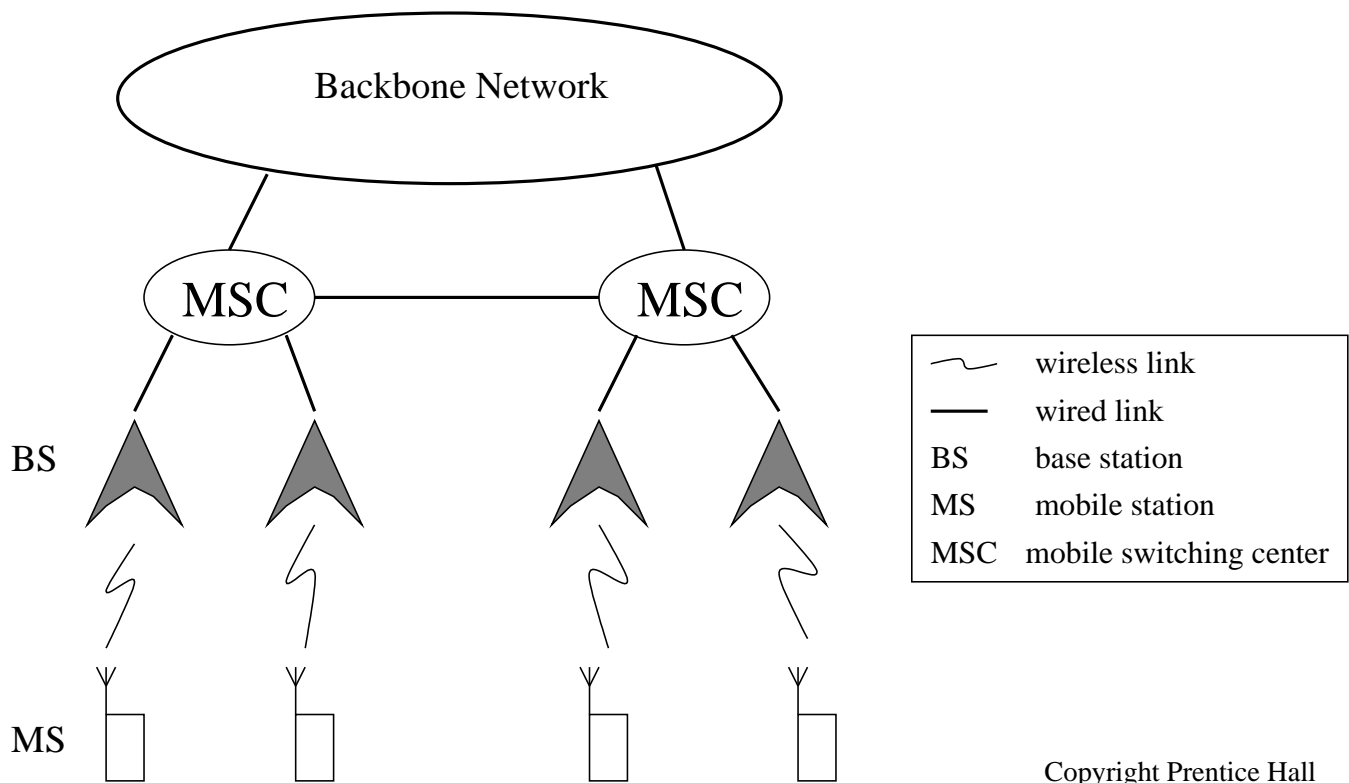 Backbone Network
MSC MSC
wireless link
wired link
BS base station
MS mobile station
MSC mobile switching center
BS
MS
Copyright Prentice Hall